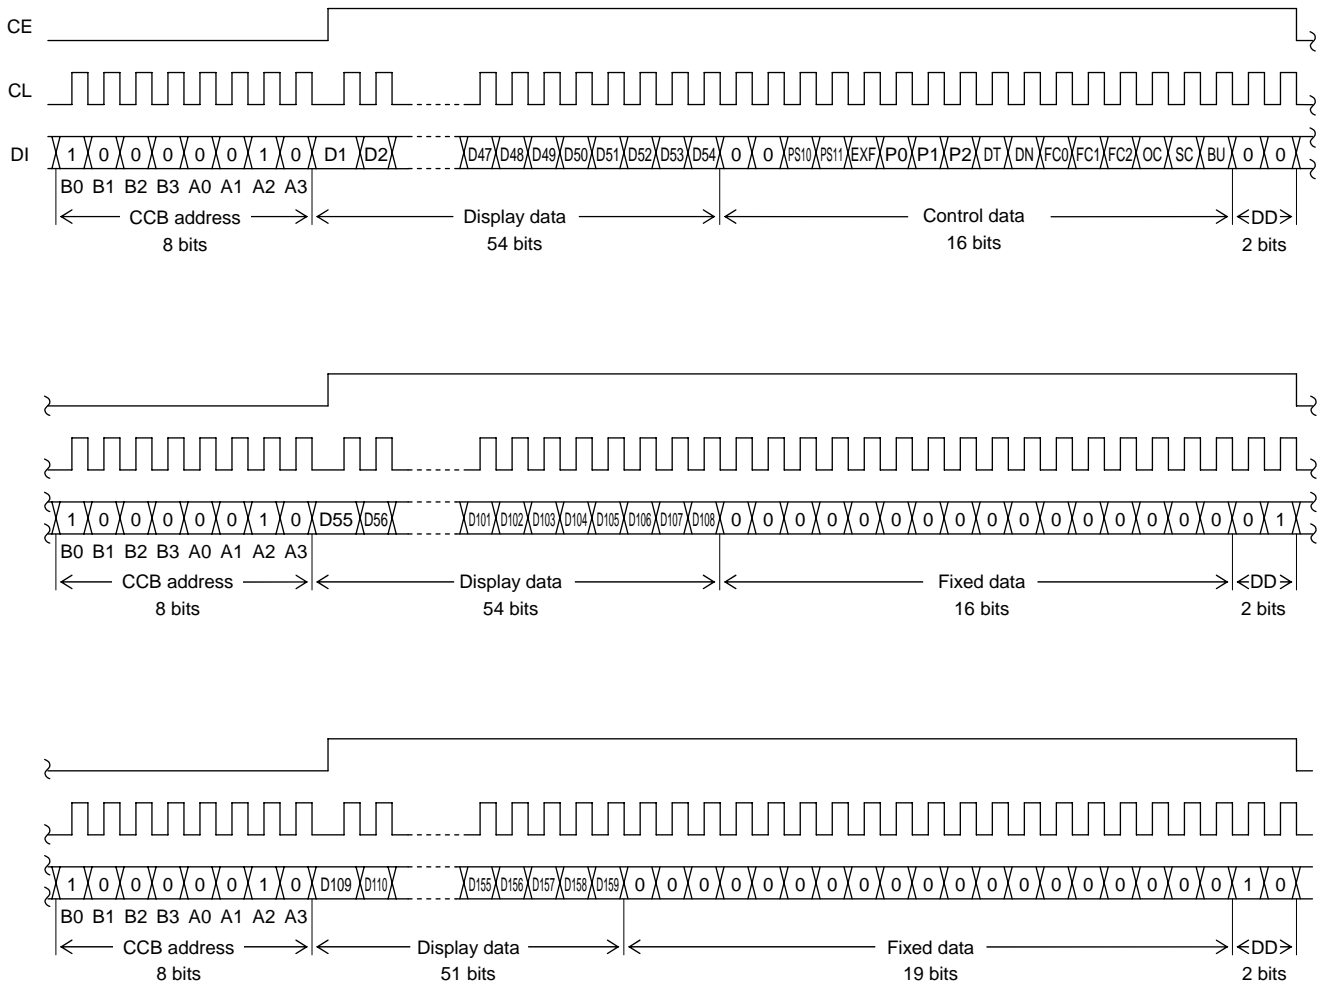 CE
CL
DI 1 0 0 0 0 0 1 0 D1 D2 D47 D48 D49 D50 D51 D52 D53 D54 0 0 PS10 PS11 EXF P0 P1 P2 DT DN FC0 FC1 FC2 OC SC BU 0 0
B0 B1 B2 B3 A0 A1 A2 A3
CCB address Display data Control data DD
8 bits 54 bits 16 bits 2 bits
1 0 0 0 0 0 1 0 D55 D56 D101 D102 D103 D104 D105 D106 D107 D108 0 0 0 0 0 0 0 0 0 0 0 0 0 0 0 0 0 1
B0 B1 B2 B3 A0 A1 A2 A3
CCB address Display data Fixed data DD
8 bits 54 bits 16 bits 2 bits
1 0 0 0 0 0 1 0 D109 D110 D155 D156 D157 D158 D159 0 0 0 0 0 0 0 0 0 0 0 0 0 0 0 0 0 0 0 1 0
B0 B1 B2 B3 A0 A1 A2 A3
CCB address Display data Fixed data DD
8 bits 51 bits 19 bits 2 bits